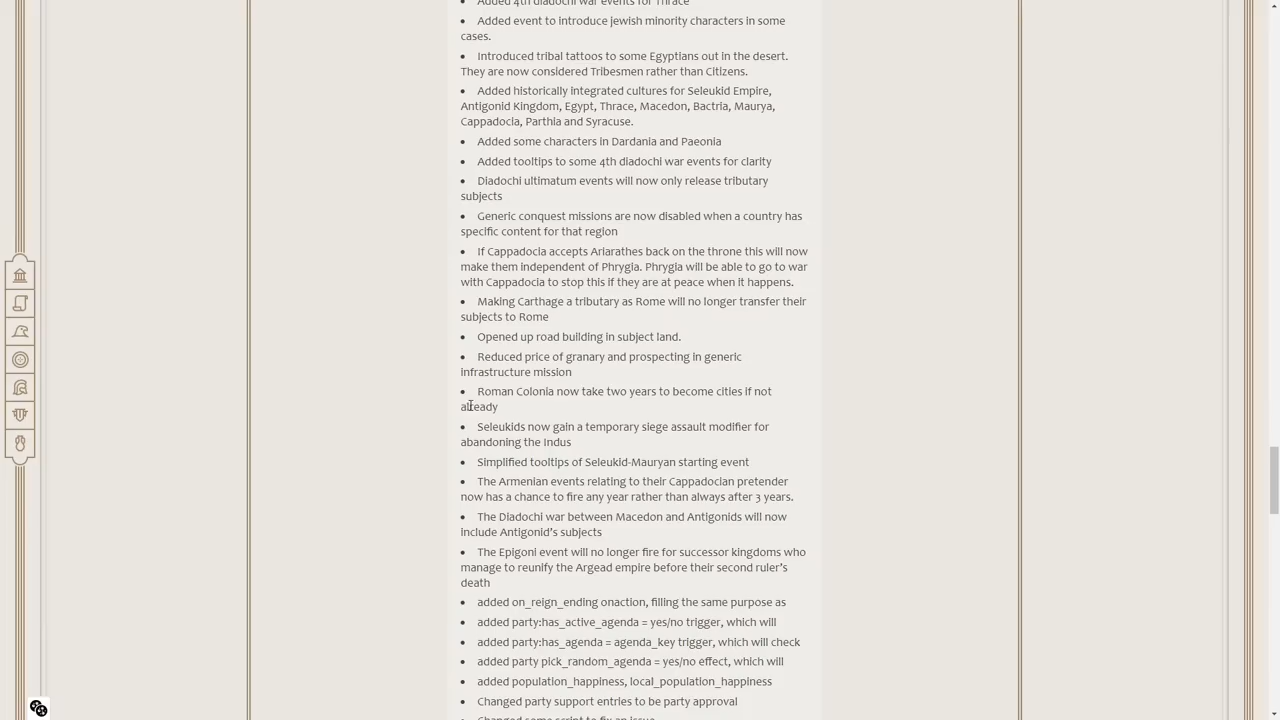 Added 4th diadochi war events for Thrace
• Added event to introduce jewish minority characters in some
cases.
• Introduced tribal tattoos to some Egyptians out in the desert.
They are now considered Tribesmen rather than Citizens.
• Added historically integrated cultures for Seleukid Empire,
Antigonid Kingdom, Egypt, Thrace, Macedon, Bactria, Maurya,
Cappadocia, Parthia and Syracuse.
• Added some characters in Dardania and Paeonia
• Added tooltips to some 4th diadochi war events for clarity
• Diadochi ultimatum events will now only release tributary
subjects
• Generic conquest missions are now disabled when a country has
specific content for that region
• If Cappadocia accepts Ariarathes back on the throne this will now
make them independent of Phrygia. Phrygia will be able to go to war
with Cappadocia to stop this if they are at peace when it happens.
• Making Carthage a tributary as Rome will no longer transfer their
subjects to Rome
• Opened up road building in subject land.
• Reduced price of granary and prospecting in generic
infrastructure mission
• Roman Colonia now take two years to become cities if not
already
• Seleukids now gain a temporary siege assault modifier for
abandoning the Indus
• Simplified tooltips of Seleukid-Mauryan starting event
• The Armenian events relating to their Cappadocian pretender
now has a chance to fire any year rather than always after 3 years.
• The Diadochi war between Macedon and Antigonids will now
include Antigonid’s subjects
• The Epigoni event will no longer fire for successor kingdoms who
manage to reunify the Argead empire before their second ruler’s
death
• added on_reign_ending onaction, filling the same purpose as
• added party:has_active_agenda = yes/no trigger, which will
• added party:has_agenda = agenda_key trigger, which will check
• added party pick_random_agenda = yes/no effect, which will
• added population_happiness, local_population_happiness
• Changed party support entries to be party approval
Changed some script to fix an issue